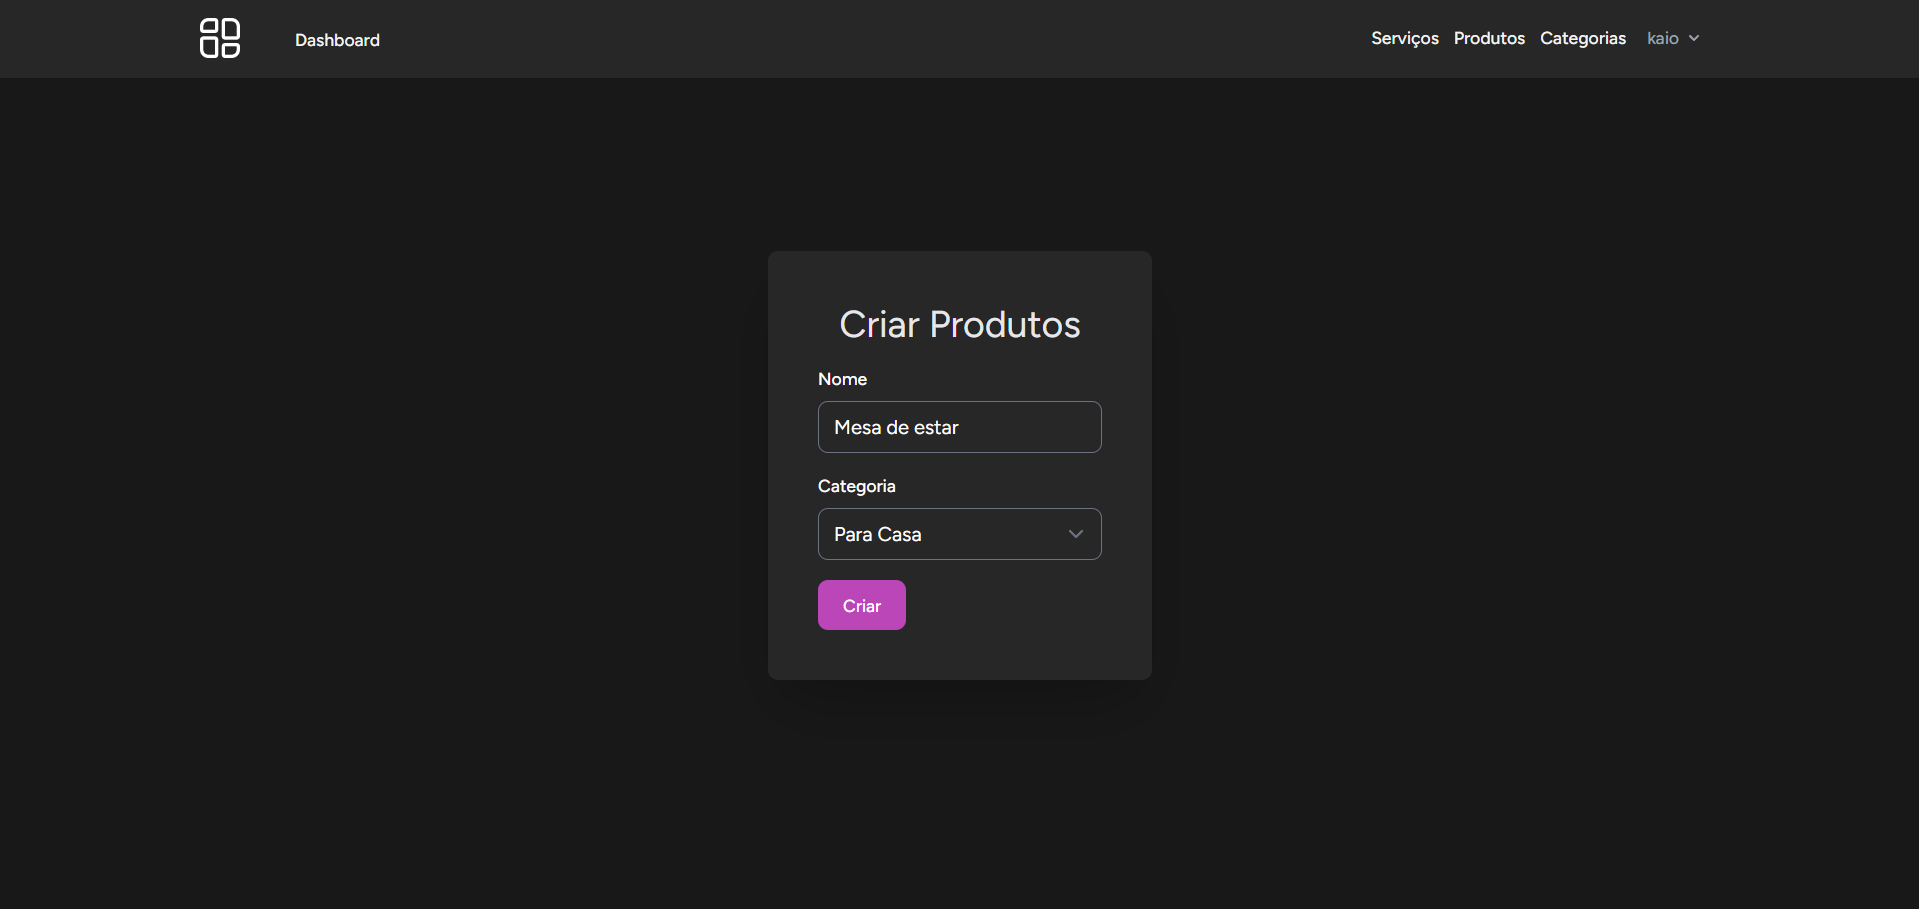 Dashboard
Serviços Produtos Categorias kaio
Criar Produtos
Nome
Mesa de estar
Categoria
Para Casa
Criar